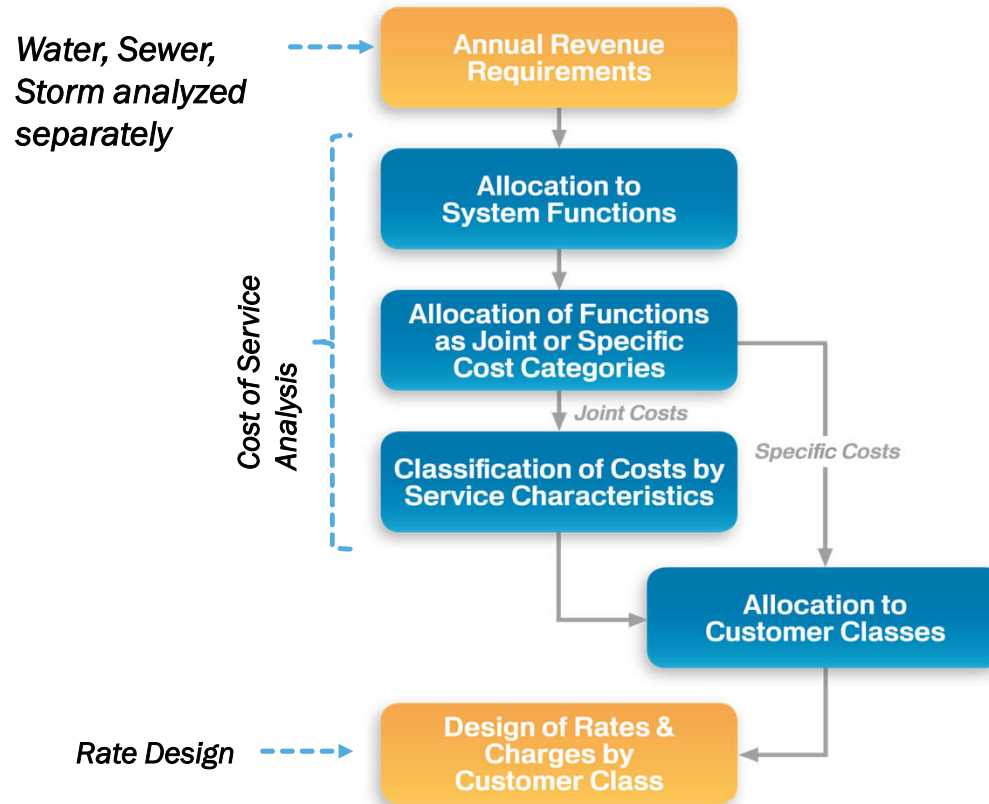 Water, Sewer,
Storm analyzed
separately
Annual Revenue
Requirements
Allocation to
System Functions
Cost of Service
Analysis
Allocation of Functions
as Joint or Specific
Cost Categories
Joint Costs
Specific Costs
Classification of Costs by
Service Characteristics
Allocation to
Customer Classes
Rate Design
Design of Rates &
Charges by
Customer Class